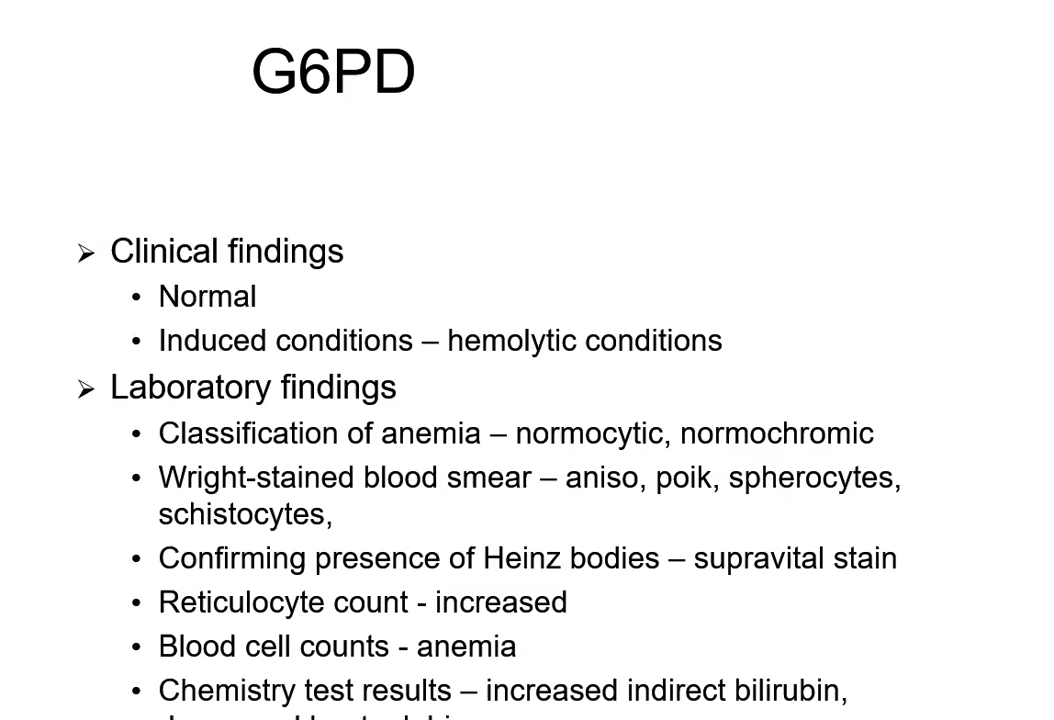 G6PD
➢ Clinical findings
• Normal
• Induced conditions – hemolytic conditions
➢ Laboratory findings
• Classification of anemia – normocytic, normochromic
• Wright-stained blood smear – aniso, poik, spherocytes,
schistocytes,
• Confirming presence of Heinz bodies – supravital stain
• Reticulocyte count - increased
• Blood cell counts - anemia
• Chemistry test results – increased indirect bilirubin,